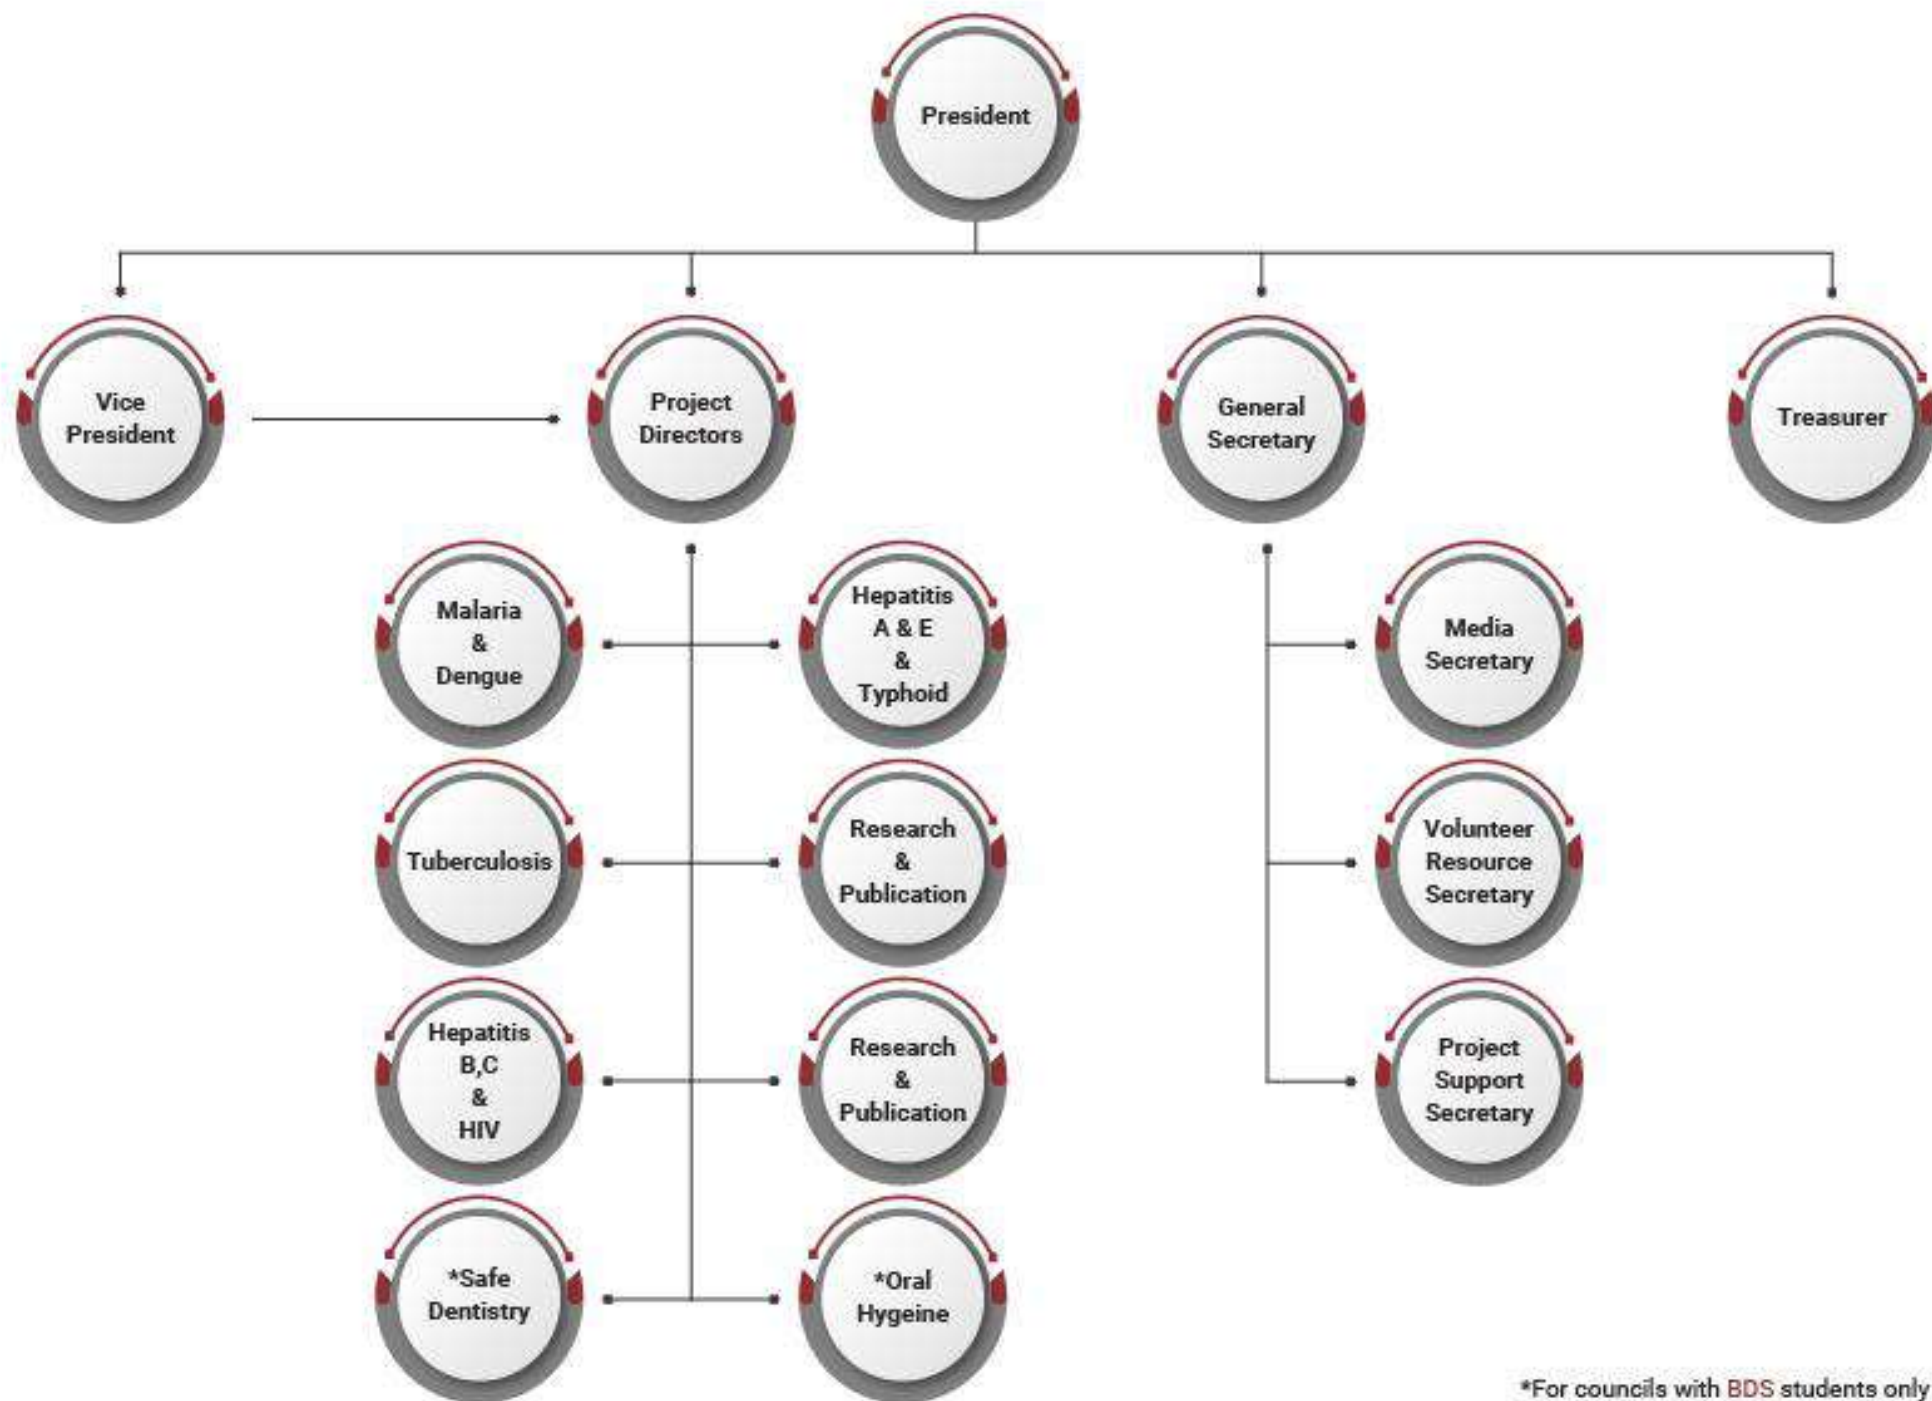 President
Vice
President
Project
Directors
General
Secretary
Treasurer
Malaria
&
Dengue
Hepatitis
A & E
&
Typhoid
Media
Secretary
Tuberculosis
Research
&
Publication
Volunteer
Resource
Secretary
Hepatitis
B,C
&
HIV
Research
&
Publication
Project
Support
Secretary
*Safe
Dentistry
*Oral
Hygeine
*For councils with BDS students only